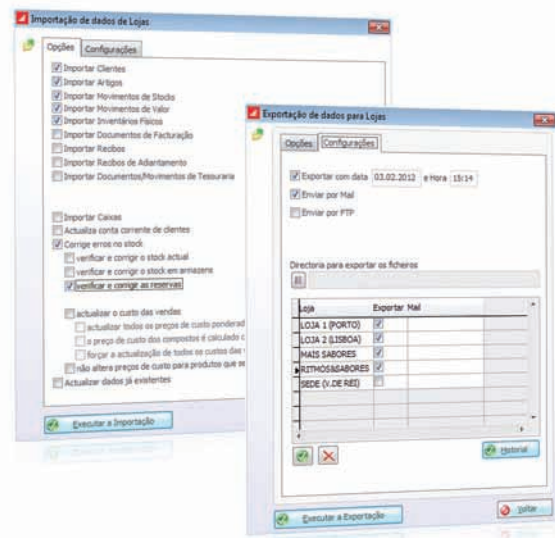 Importação de dados de Lojas
Opções
Configurações
Importar Clientes
Importar Artigos
Importar Movimentos de Stocks
Importar Movimentos de Valor
Importar Inventários Físicos
Importar Documentos de Facturação
Importar Recibos
Importar Recibos de Adiantamento
Importar Documentos/Movimentos de Tessuraria
Importar Caixas
Actualiza conta corrente de clientes
Corrige erros no stock
verificar e corrigir o stock actual
verificar e corrigir o stock em armazens
verificar e corrigir as reservas
actualizar o custo das vendes
actualizar todos os preços de custo ponderad
o preço de custo dos compostos é calculado c
forçar a actualização de todos os custos das
não altera preços de custo para produtos que se
Actualizar dados já existentes
Executar a Importação
Exportação de dados para Lojas
Opções
Configurações
Exportar com data 03.02.2012 e Hora 15:14
Enviar por Mail
Enviar por FTP
Directoria para exportar os ficheiros
Loja Exportar Mail
LOJA 1 (PORTO)
LOJA 2 (LISBOA)
MAIS SABORES
RITMOS&SABORES
SEDE (V.DE REI)
Historial
Executar a Exportação
Voltar